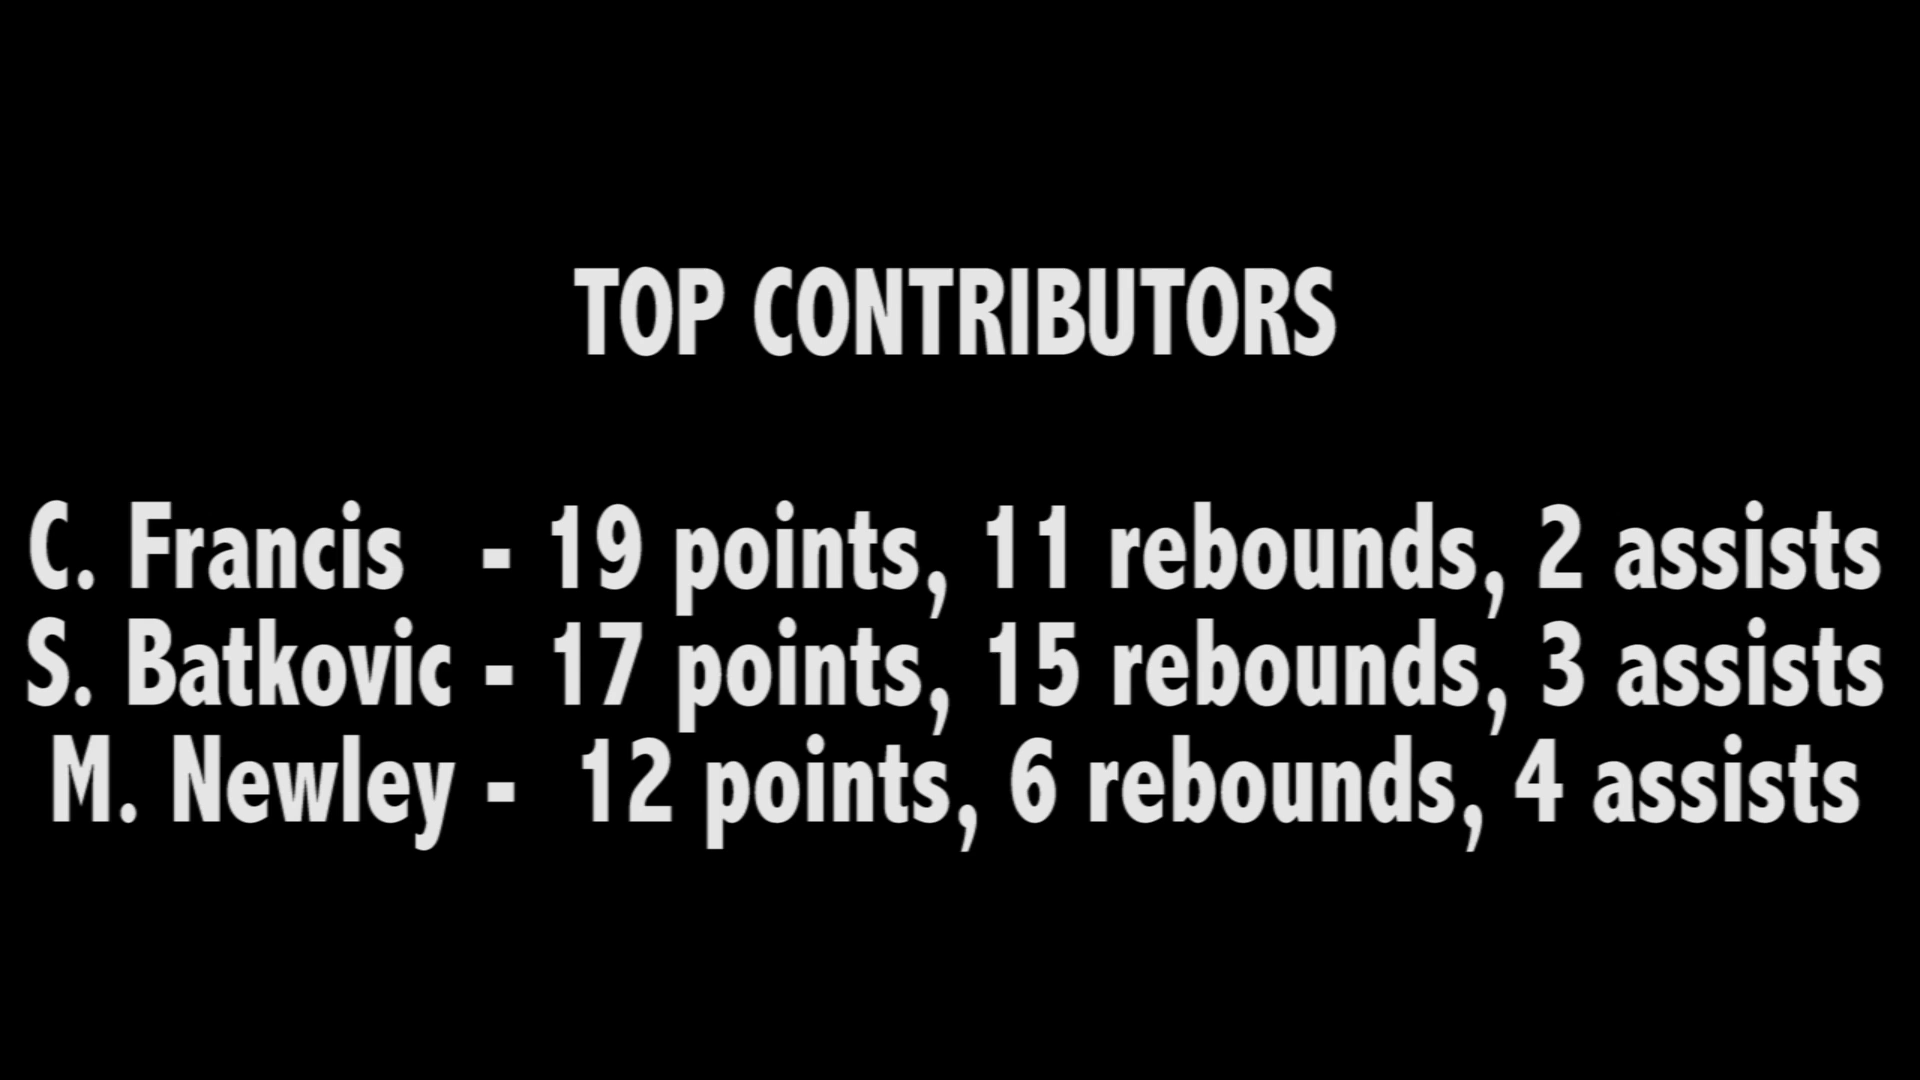 TOP CONTRIBUTORS
C. Francis - 19 points, 11 rebounds, 2 assists
S. Batkovic - 17 points, 15 rebounds, 3 assists
M. Newley - 12 points, 6 rebounds, 4 assists